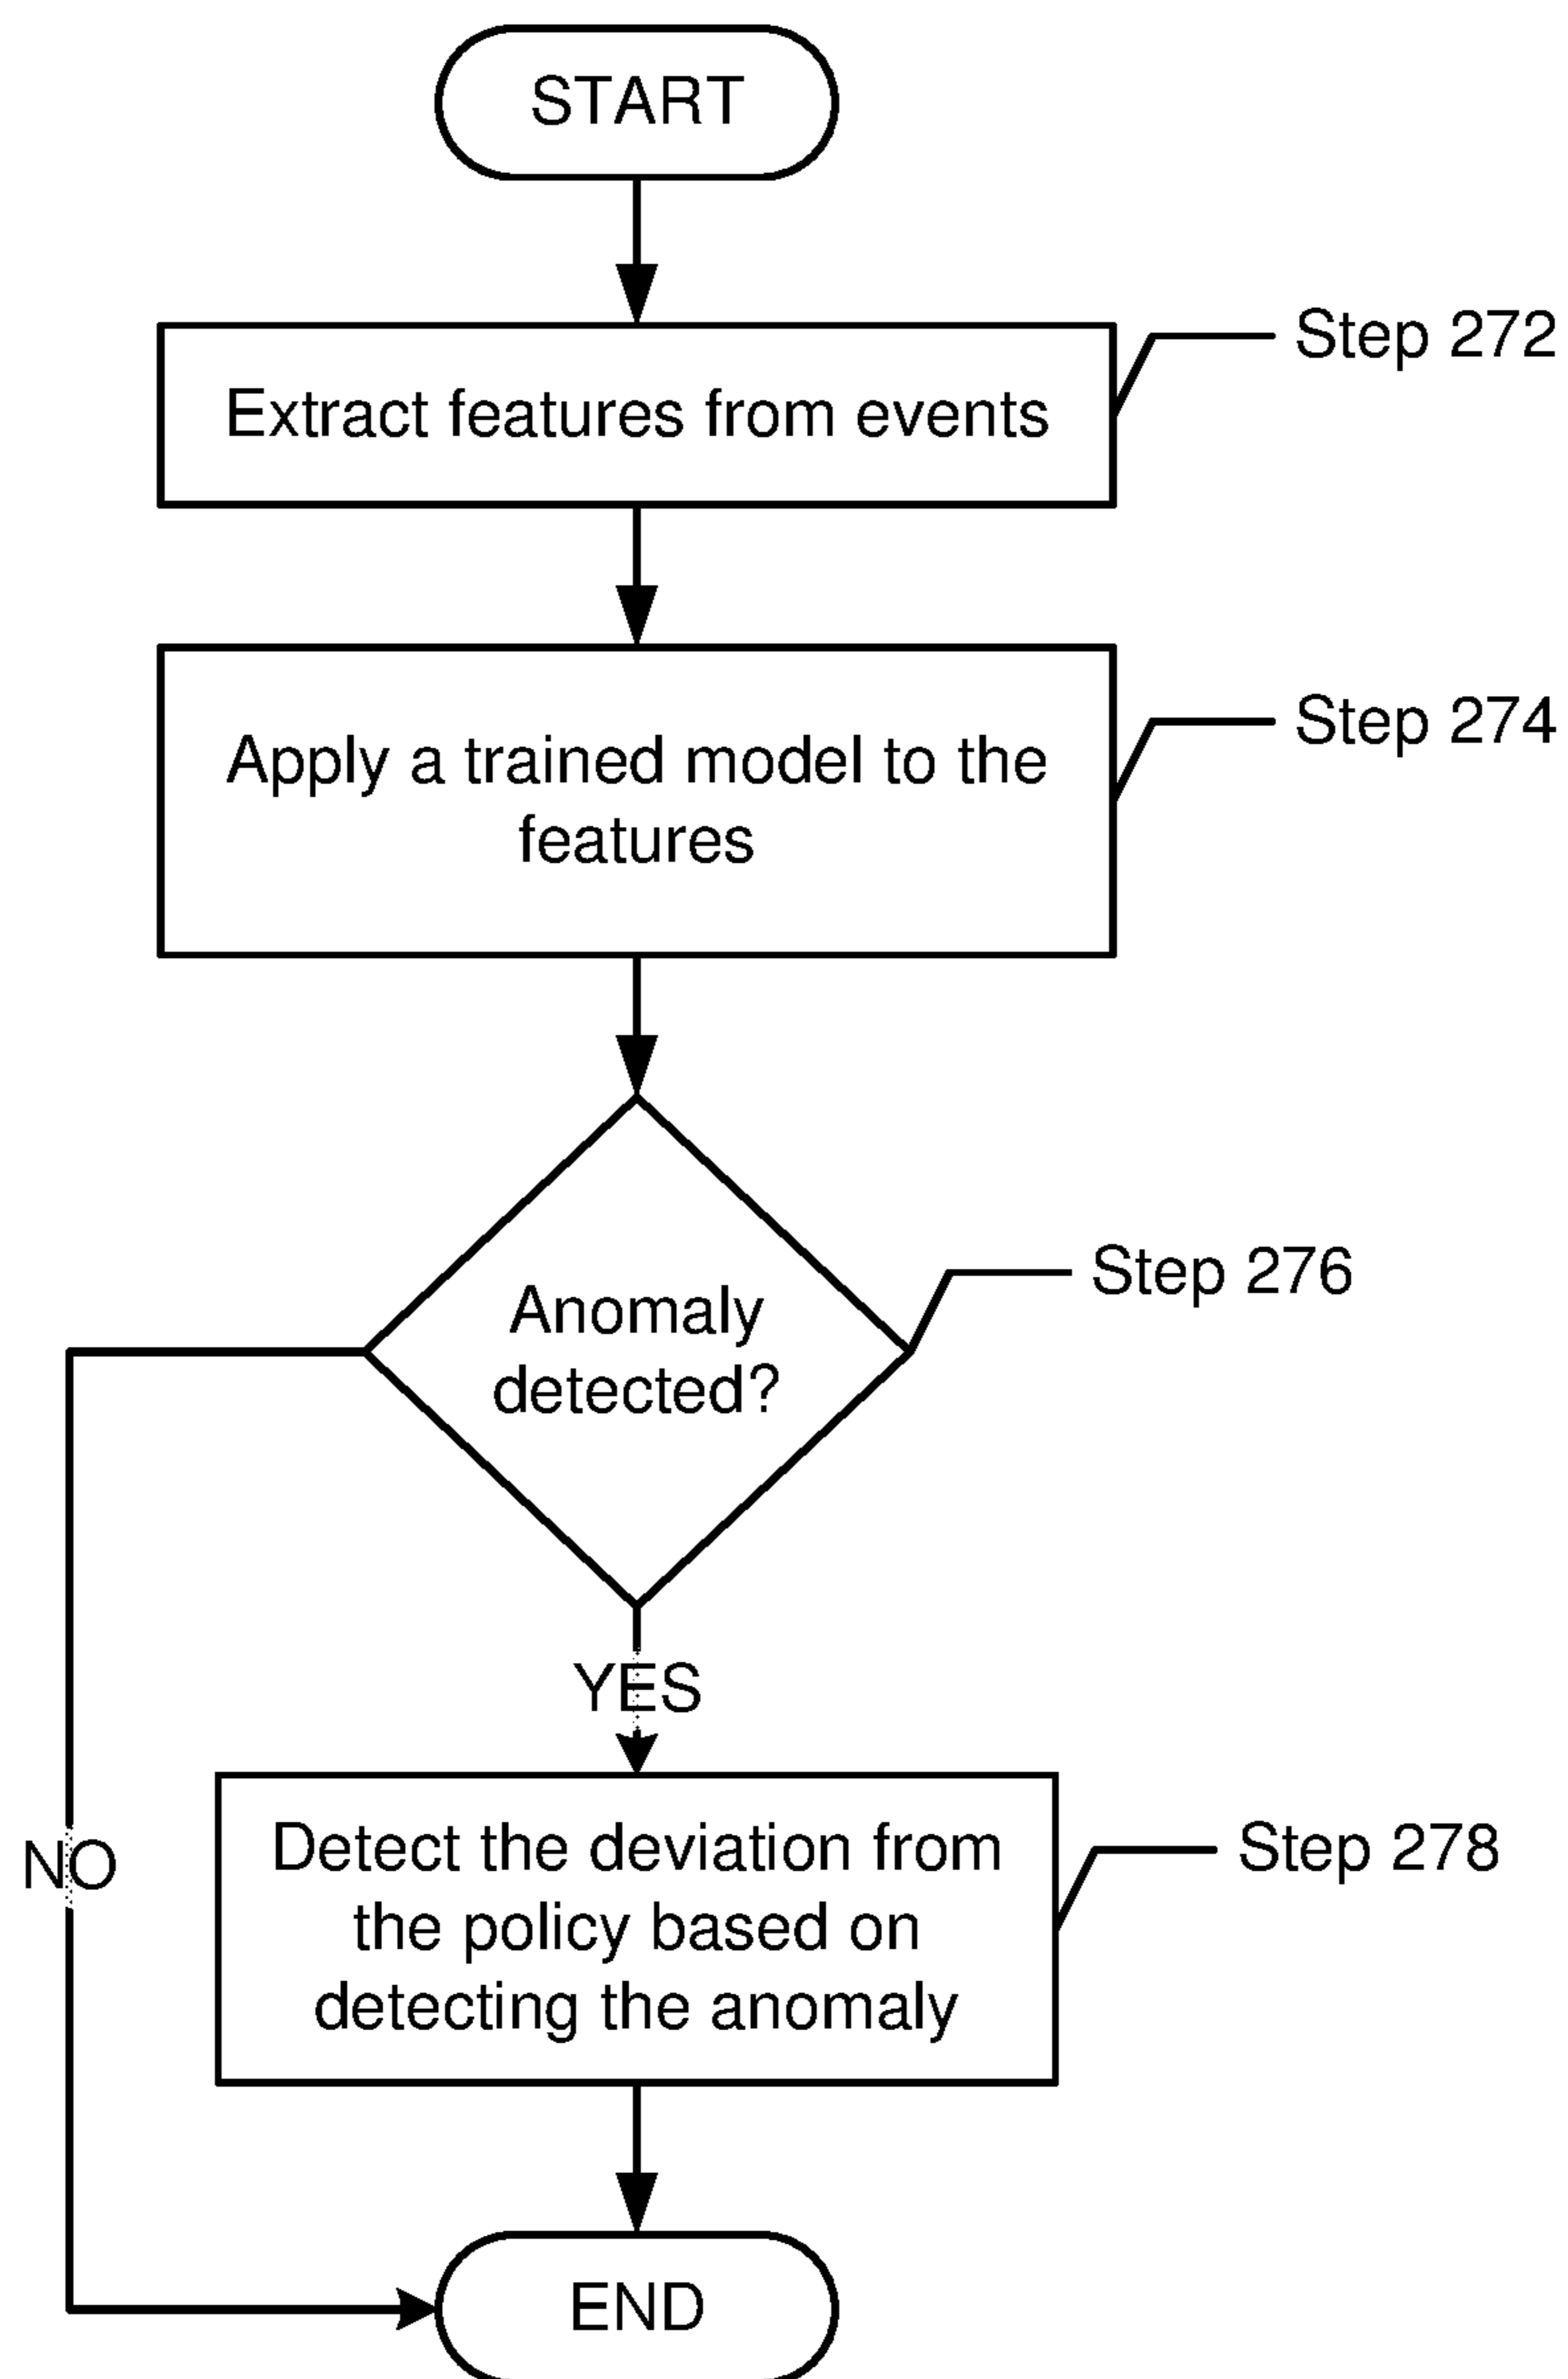 START
Step 272
Extract features from events
Step 274
Apply a trained model to the
features
Step 276
Anomaly
detected?
YES
NO
Step 278
Detect the deviation from
the policy based on
detecting the anomaly
END